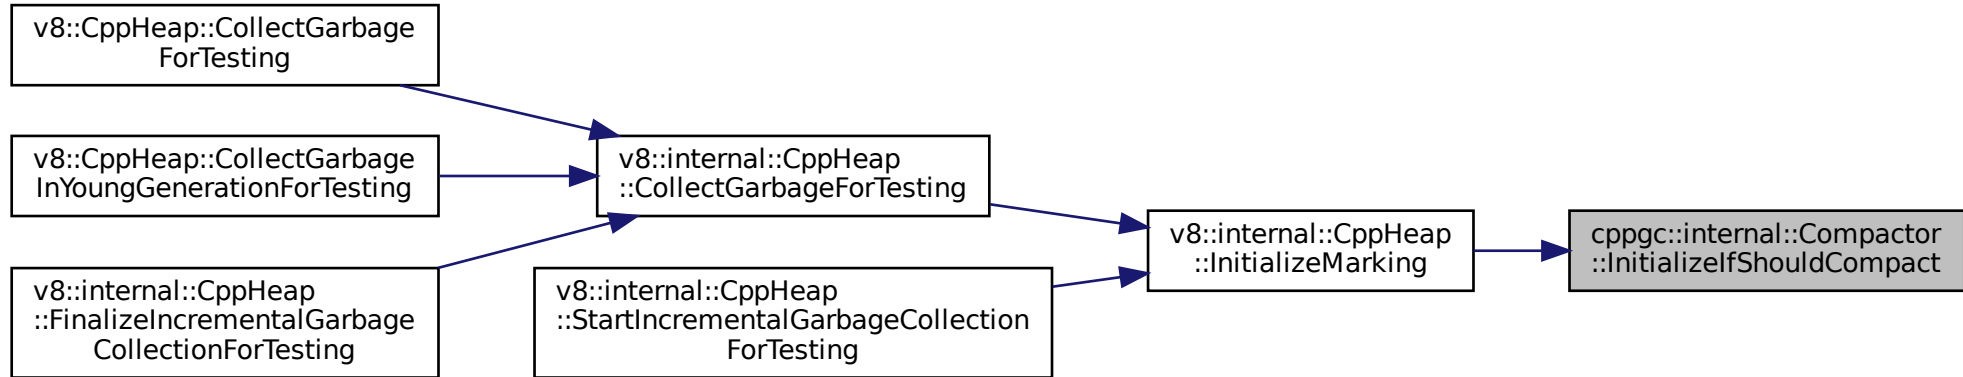 v8::CppHeap::CollectGarbage
ForTesting
v8::CppHeap::CollectGarbage
InYoungGenerationForTesting
v8::internal::CppHeap
::FinalizeIncrementalGarbage
CollectionForTesting
v8::internal::CppHeap
::CollectGarbageForTesting
v8::internal::CppHeap
::StartIncrementalGarbageCollection
ForTesting
v8::internal::CppHeap
::InitializeMarking
cppgc::internal::Compactor
::InitializeIfShouldCompact